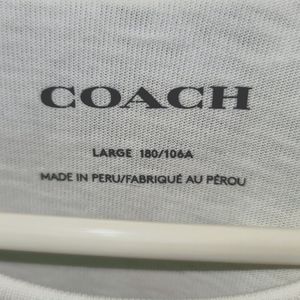 COACH
LARGE 180/106A
MADE IN PERU/FABRIQUÉ AU PÉROU